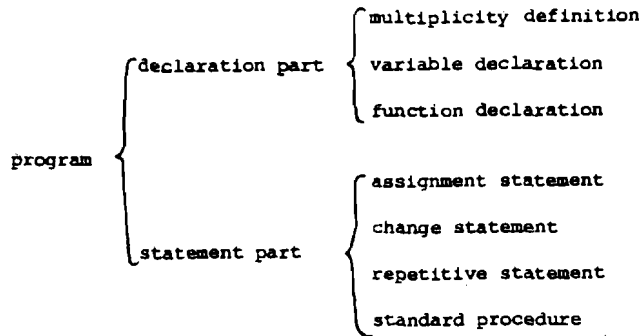 multiplicity definition
declaration part
variable declaration
function declaration
program
assignment statement
change statement
statement part
repetitive statement
standard procedure